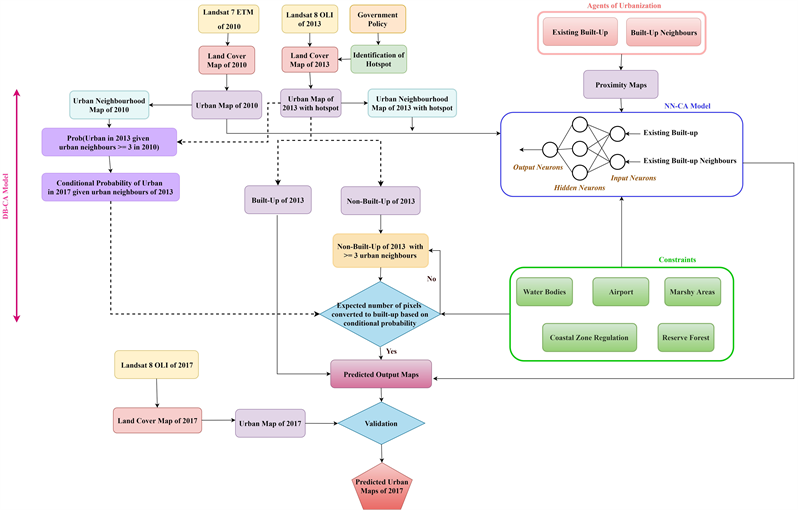 Landsat 7 ETM
of 2010
Landsat 8 OLI
of 2013
Government
Policy
Agents of Urbanization
Existing Built-Up
Built-Up Neighbours
Land Cover
Map of 2010
Land Cover
Map of 2013
Identification of
Hotspot
Proximity Maps
NN-CA Model
Urban Neighbourhood
Map of 2010
Urban Map of 2010
Urban Map of
2013 with hotspot
Urban Neighbourhood
Map of 2013 with hotspot
Prob(Urban in 2013 given
urban neighbours >= 3 in 2010)
Existing Built-up
Existing Built-up Neighbours
Output Neurons
Hidden Neurons
Input Neurons
DB-CA Model
Conditional Probability of Urban
in 2017 given urban neighbours of 2013
Built-Up of 2013
Non-Built-Up of 2013
Non-Built-Up of 2013 with
>= 3 urban neighbours
No
Constraints
Water Bodies
Airport
Marshy Areas
Coastal Zone Regulation
Reserve Forest
Expected number of pixels
converted to built-up based on
conditional probability
Yes
Predicted Output Maps
Landsat 8 OLI of 2017
Land Cover Map of 2017
Urban Map of 2017
Validation
Predicted Urban
Maps of 2017